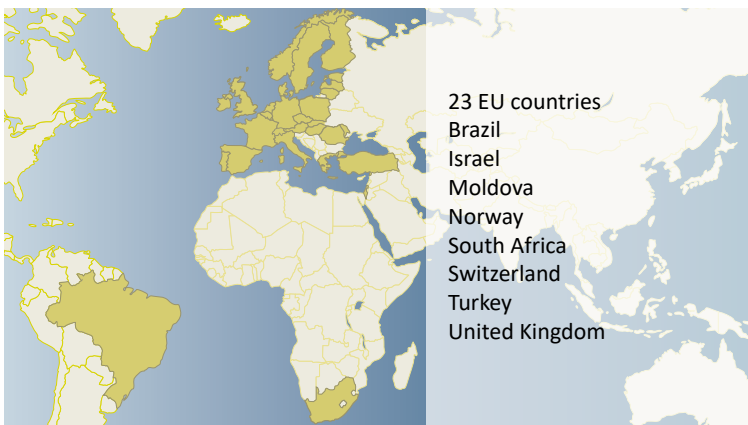 23 EU countries
Brazil
Israel
Moldova
Norway
South Africa
Switzerland
Turkey
United Kingdom